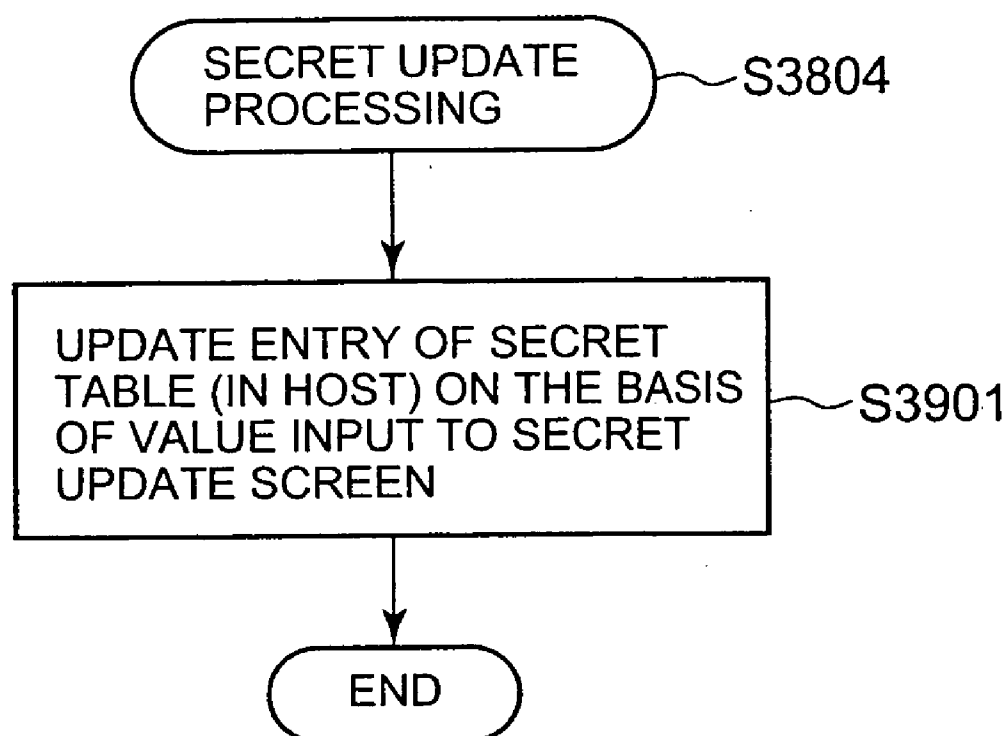 SECRET UPDATE
PROCESSING
S3804
UPDATE ENTRY OF SECRET
TABLE (IN HOST) ON THE BASIS
OF VALUE INPUT TO SECRET
UPDATE SCREEN
S3901
END